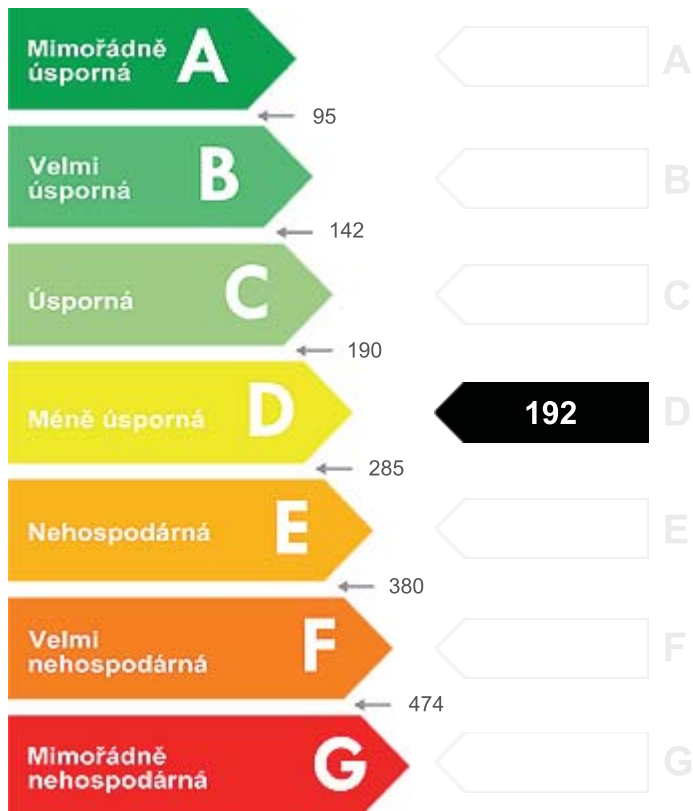 Mimořádně
úsporná
A
A
95
Velmi
úsporná
B
B
142
Úsporná
C
C
190
Méně úsporná
D
192
D
285
Nehospodárná
E
E
380
Velmi
nehospodárná
F
F
474
Mimořádně
nehospodárná
G
G